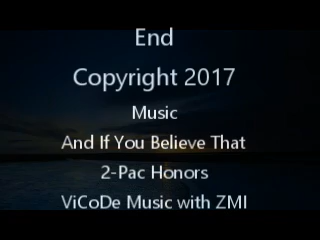 End
Copyright 2017
Music
And If You Believe That
2-Pac Honors
ViCoDe Music with ZMI